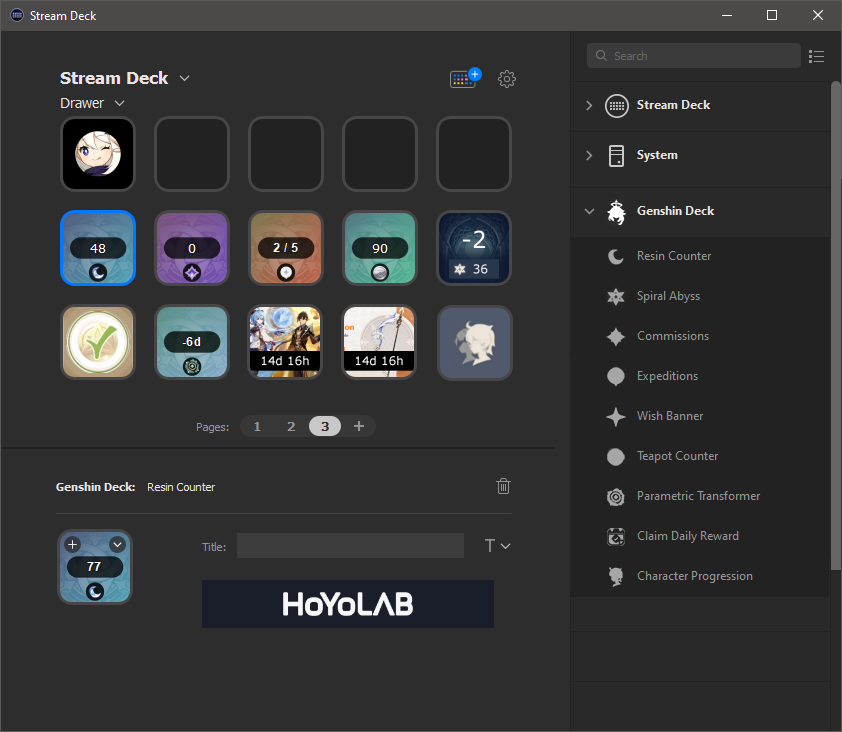 Stream Deck
Stream Deck
Drawer
48
0
2 / 5
90
-2
36
-6d
14d 16h
on
14d 16h
Pages:
1
2
3
+
Genshin Deck:
Resin Counter
77
Title:
T
HoYoLAB
Search
Stream Deck
System
Genshin Deck
Resin Counter
Spiral Abyss
Commissions
Expeditions
Wish Banner
Teapot Counter
Parametric Transformer
Claim Daily Reward
Character Progression